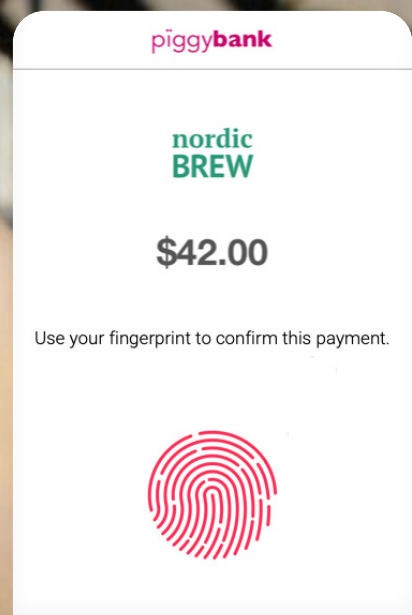 piggybank
nordic
BREW
$42.00
Use your fingerprint to confirm this payment.